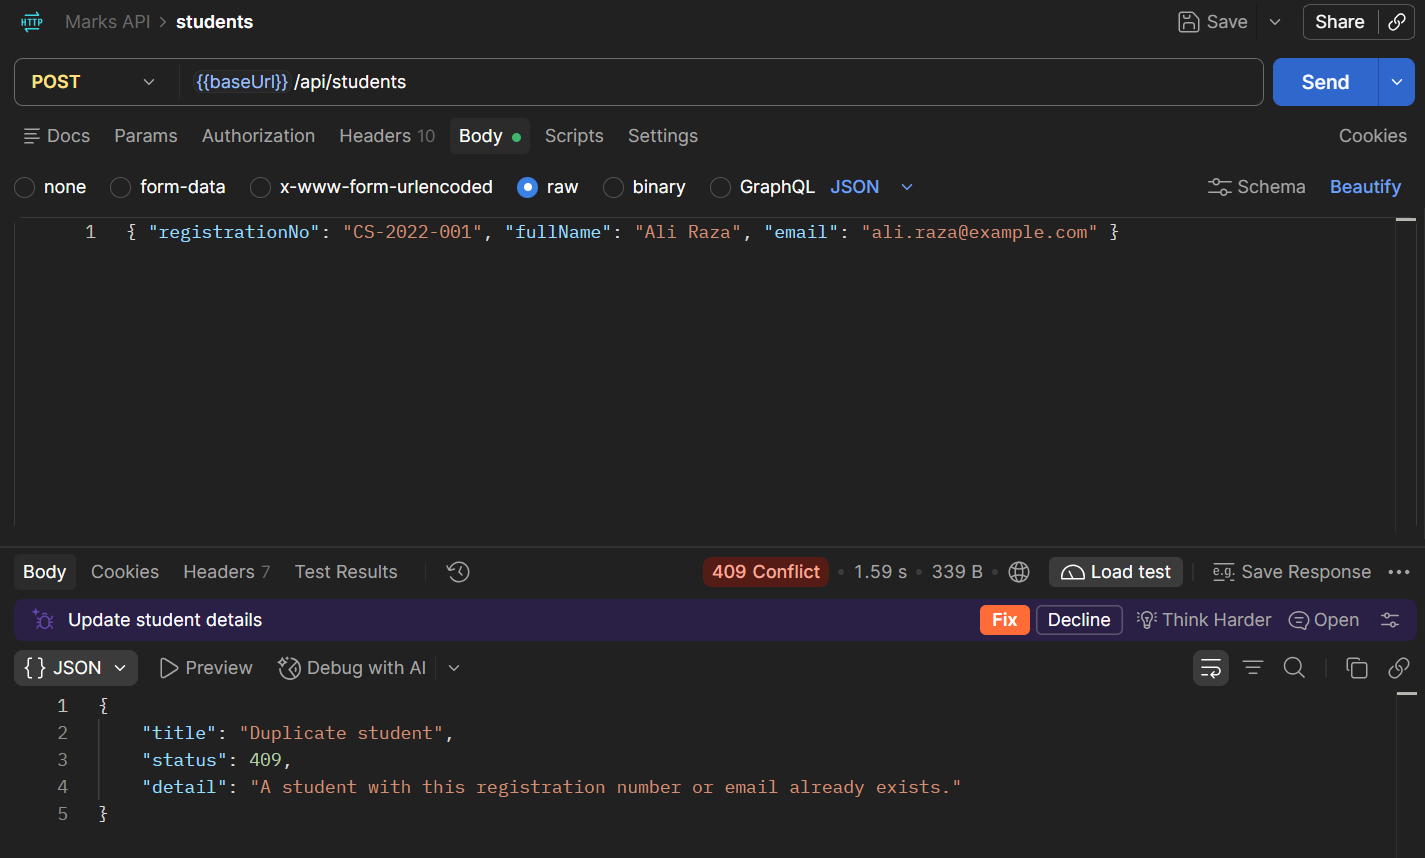 HTTP Marks API > students Save Share
POST {{baseUrl}} /api/students Send
Docs Params Authorization Headers 10 Body Scripts Settings Cookies
none form-data x-www-form-urlencoded raw binary GraphQL JSON Schema Beautify
1 { "registrationNo": "CS-2022-001", "fullName": "Ali Raza", "email": "ali.raza@example.com" }
Body Cookies Headers 7 Test Results 409 Conflict • 1.59 s • 339 B • Load test e.g. Save Response
Update student details Fix Decline Think Harder Open
{} JSON Preview Debug with AI
1 {
2 "title": "Duplicate student",
3 "status": 409,
4 "detail": "A student with this registration number or email already exists."
5 }